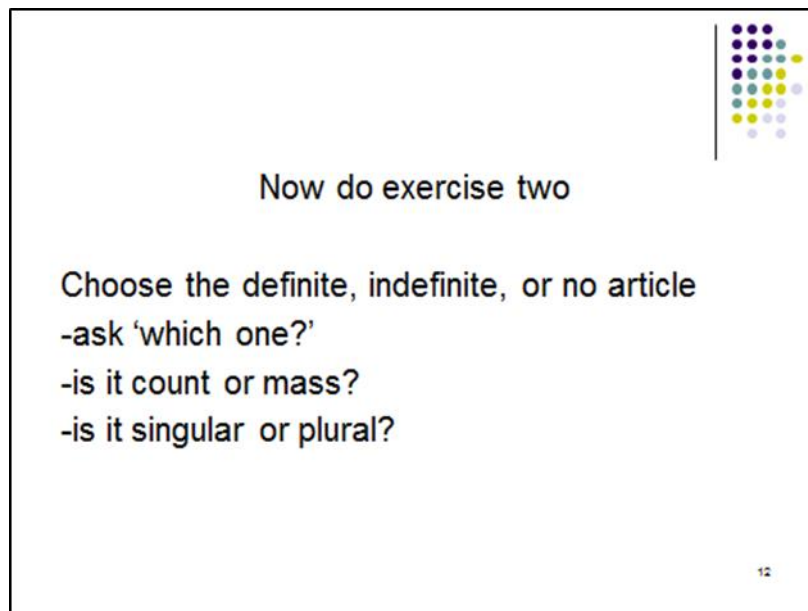 Now do exercise two
Choose the definite, indefinite, or no article
-ask ‘which one?’
-is it count or mass?
-is it singular or plural?
12